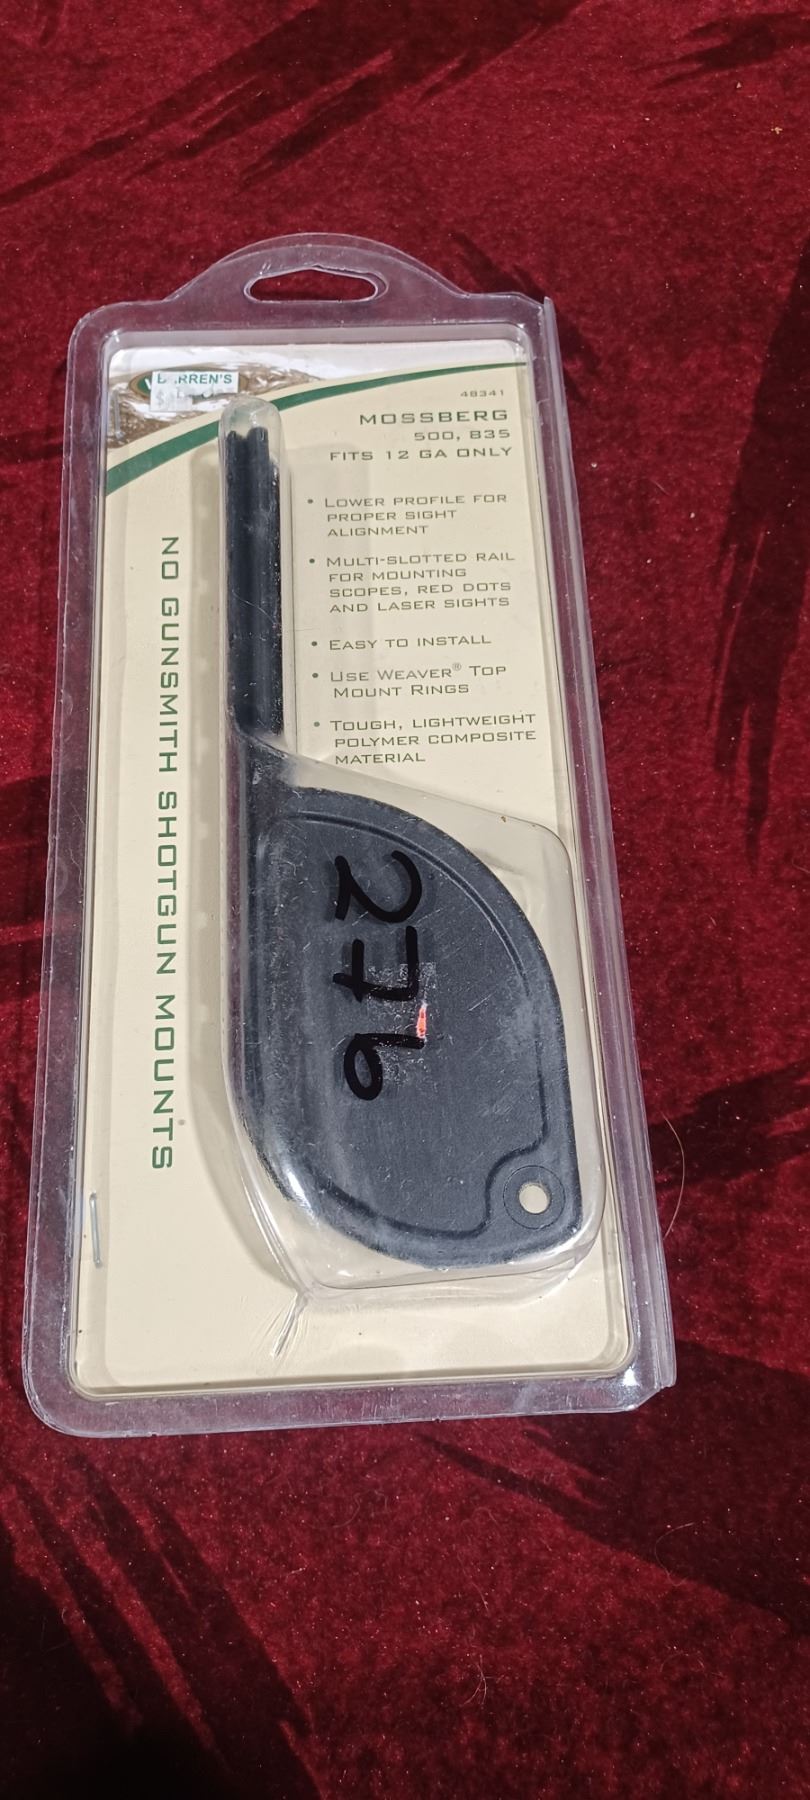 BARREN'S
48341
MOSSBERG
500, 835
FITS 12 GA ONLY
• LOWER PROFILE FOR
PROPER SIGHT
ALIGNMENT
• MULTI-SLOTTED RAIL
FOR MOUNTING
SCOPES, RED DOTS
AND LASER SIGHTS
• EASY TO INSTALL
• USE WEAVER® TOP
MOUNT RINGS
• TOUGH, LIGHTWEIGHT
POLYMER COMPOSITE
MATERIAL
NO GUNSMITH SHOTGUN MOUNTS
276